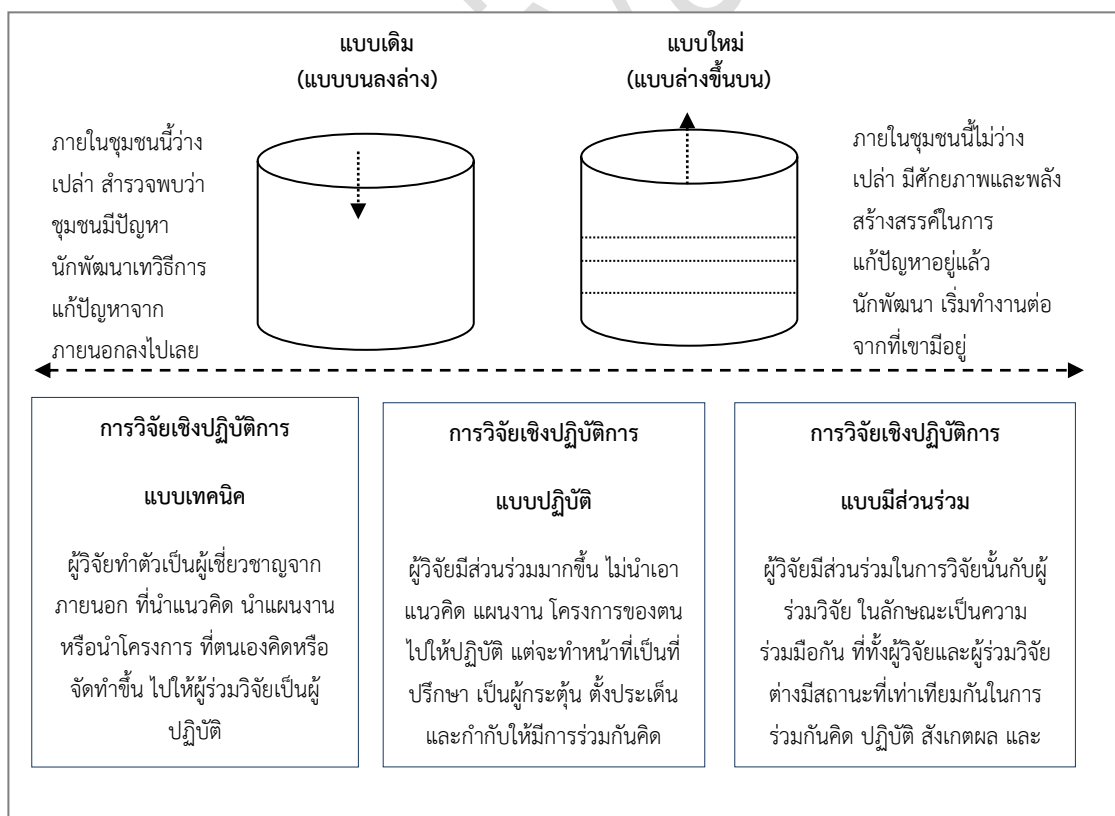 แบบเดิม
(แบบบนลงล่าง)
แบบใหม่
(แบบล่างขึ้นบน)
ภายในชุมชนนี้ว่าง
เปล่า สำรวจพบว่า
ชุมชนมีปัญหา
นักพัฒนาเทวิธีการ
แก้ปัญหาจาก
ภายนอกลงไปเลย
ภายในชุมชนนี้ไม่ว่าง
เปล่า มีศักยภาพและพลัง
สร้างสรรค์ในการ
แก้ปัญหาอยู่แล้ว
นักพัฒนา เริ่มทำงานต่อ
จากที่เขามีอยู่
การวิจัยเชิงปฏิบัติการ
แบบเทคนิค
ผู้วิจัยทำตัวเป็นผู้เชี่ยวชาญจาก
ภายนอก ที่นำแนวคิด นำแผนงาน
หรือนำโครงการ ที่ตนเองคิดหรือ
จัดทำขึ้น ไปให้ผู้ร่วมวิจัยเป็นผู้
ปฏิบัติ
การวิจัยเชิงปฏิบัติการ
แบบปฏิบัติ
ผู้วิจัยมีส่วนร่วมมากขึ้น ไม่นำเอา
แนวคิด แผนงาน โครงการของตน
ไปให้ปฏิบัติ แต่จะทำหน้าที่เป็นที่
ปรึกษา เป็นผู้กระตุ้น ตั้งประเด็น
และกำกับให้มีการร่วมกันคิด
การวิจัยเชิงปฏิบัติการ
แบบมีส่วนร่วม
ผู้วิจัยมีส่วนร่วมในการวิจัยนั้นกับผู้
ร่วมวิจัย ในลักษณะเป็นความ
ร่วมมือกัน ที่ทั้งผู้วิจัยและผู้ร่วมวิจัย
ต่างมีสถานะที่เท่าเทียมกันในการ
ร่วมกันคิด ปฏิบัติ สังเกตผล และ